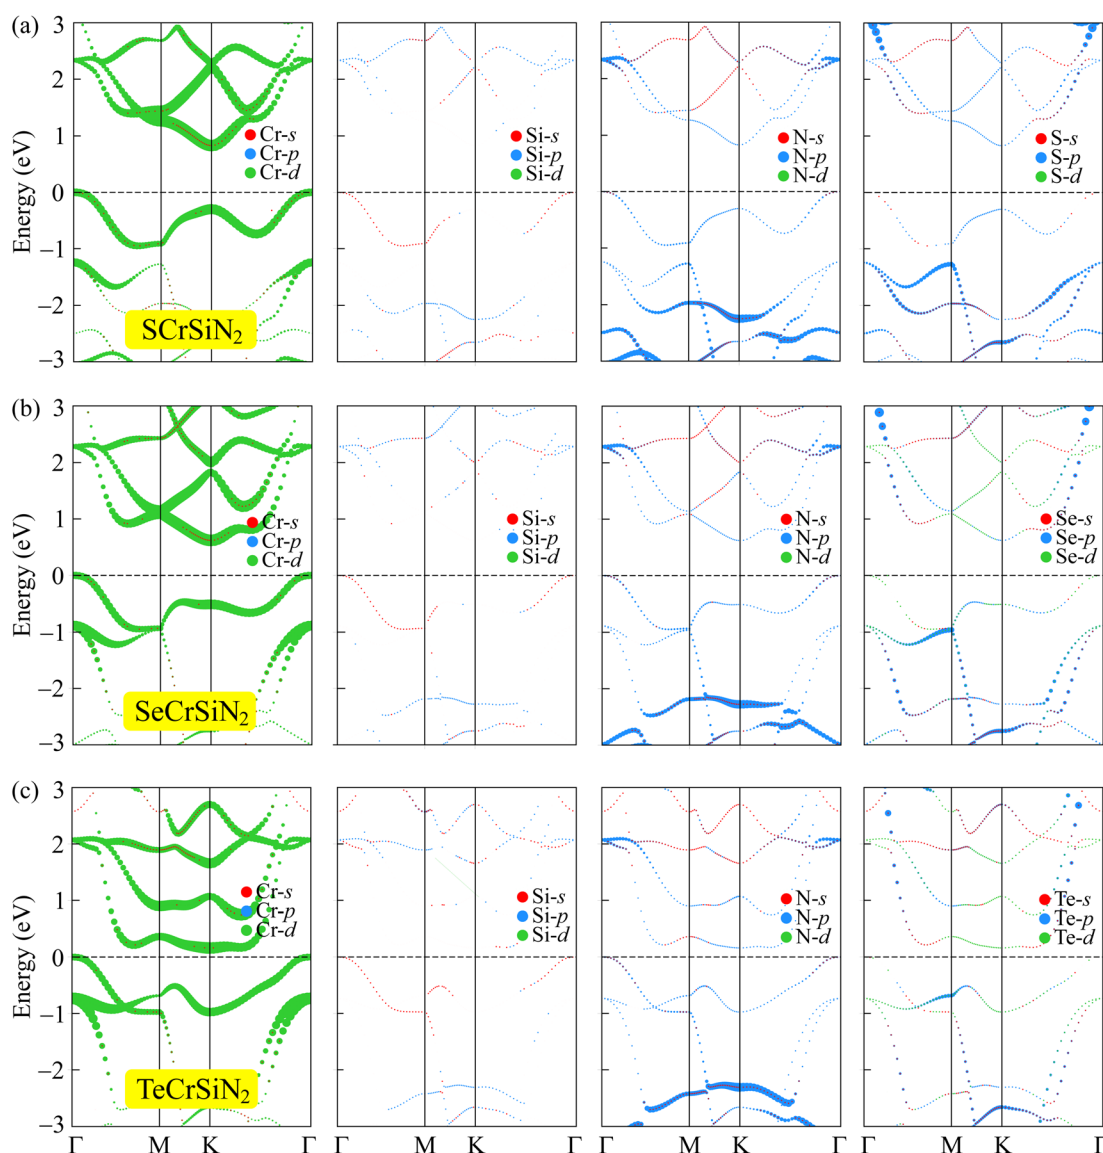 (a)
3
2
1
0
−1
−2
−3
Energy (eV)
Cr-s
Cr-p
Cr-d
SCrSiN2
Si-s
Si-p
Si-d
N-s
N-p
N-d
S-s
S-p
S-d
(b)
3
2
1
0
−1
−2
−3
Energy (eV)
Cr-s
Cr-p
Cr-d
SeCrSiN2
Si-s
Si-p
Si-d
N-s
N-p
N-d
Se-s
Se-p
Se-d
(c)
3
2
1
0
−1
−2
−3
Energy (eV)
Cr-s
Cr-p
Cr-d
TeCrSiN2
Si-s
Si-p
Si-d
N-s
N-p
N-d
Te-s
Te-p
Te-d
Γ M K Γ Γ M K Γ Γ M K Γ Γ M K Γ